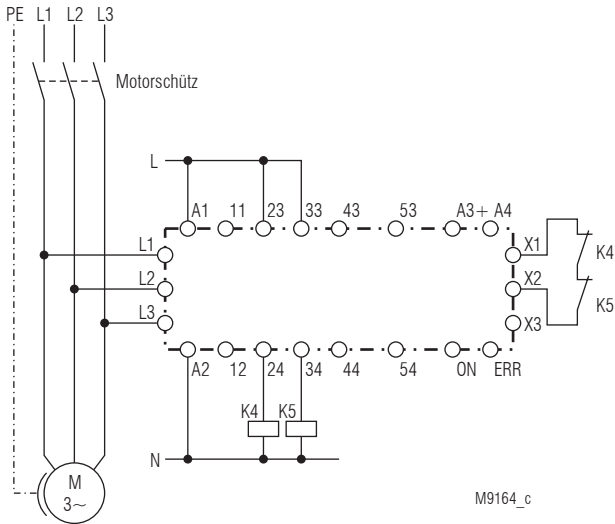 PE L1 L2 L3
Motorschütz
L
A1 11 23 33 43 53 A3+ A4
L1 X1
K4
L2 X2
K5
L3 X3
A2 12 24 34 44 54 ON ERR
K4 K5
N
M
3~
M9164_c